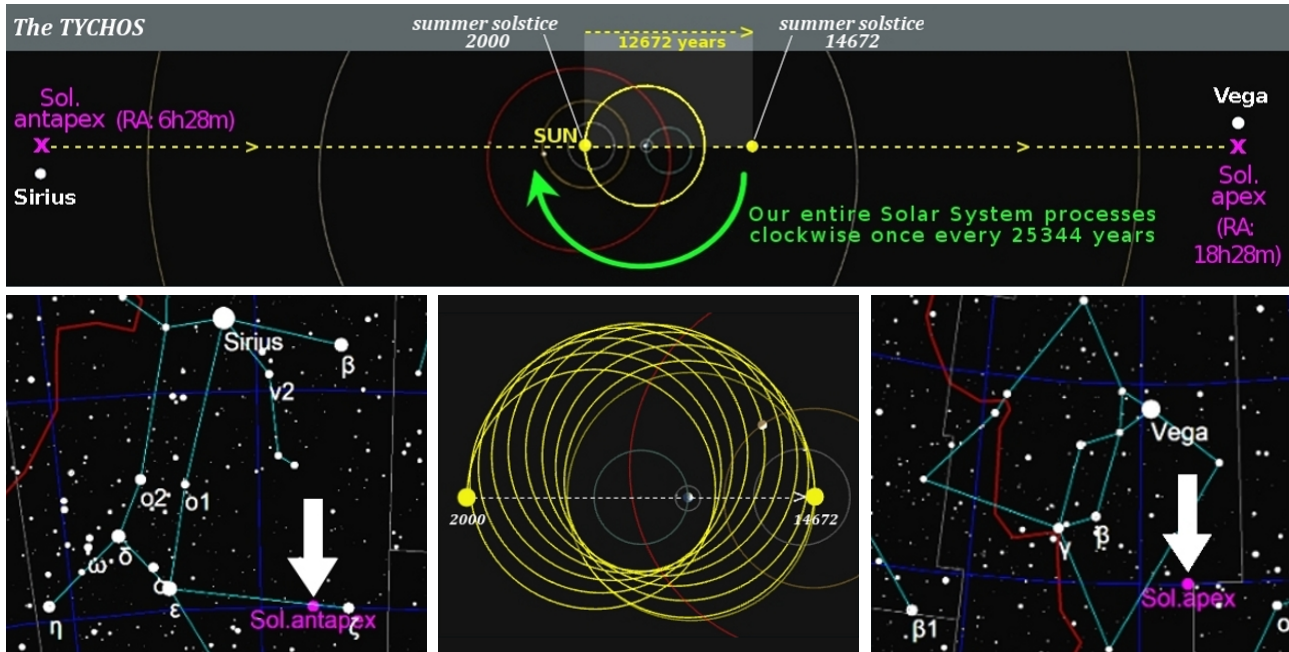 The TYCHOS
summer solstice
2000
12672 years
summer solstice
14672
Sol.
antapex (RA: 6h28m)
Sirius
SUN
Vega
Sol.
apex
(RA:
18h28m)
Our entire Solar System processes
clockwise once every 25344 years
Sirius
β
ν2
ο2
ο1
ω
δ
ε
η
Sol.antapex
ζ
2000
14672
Vega
β
γ
Sol.apex
β1